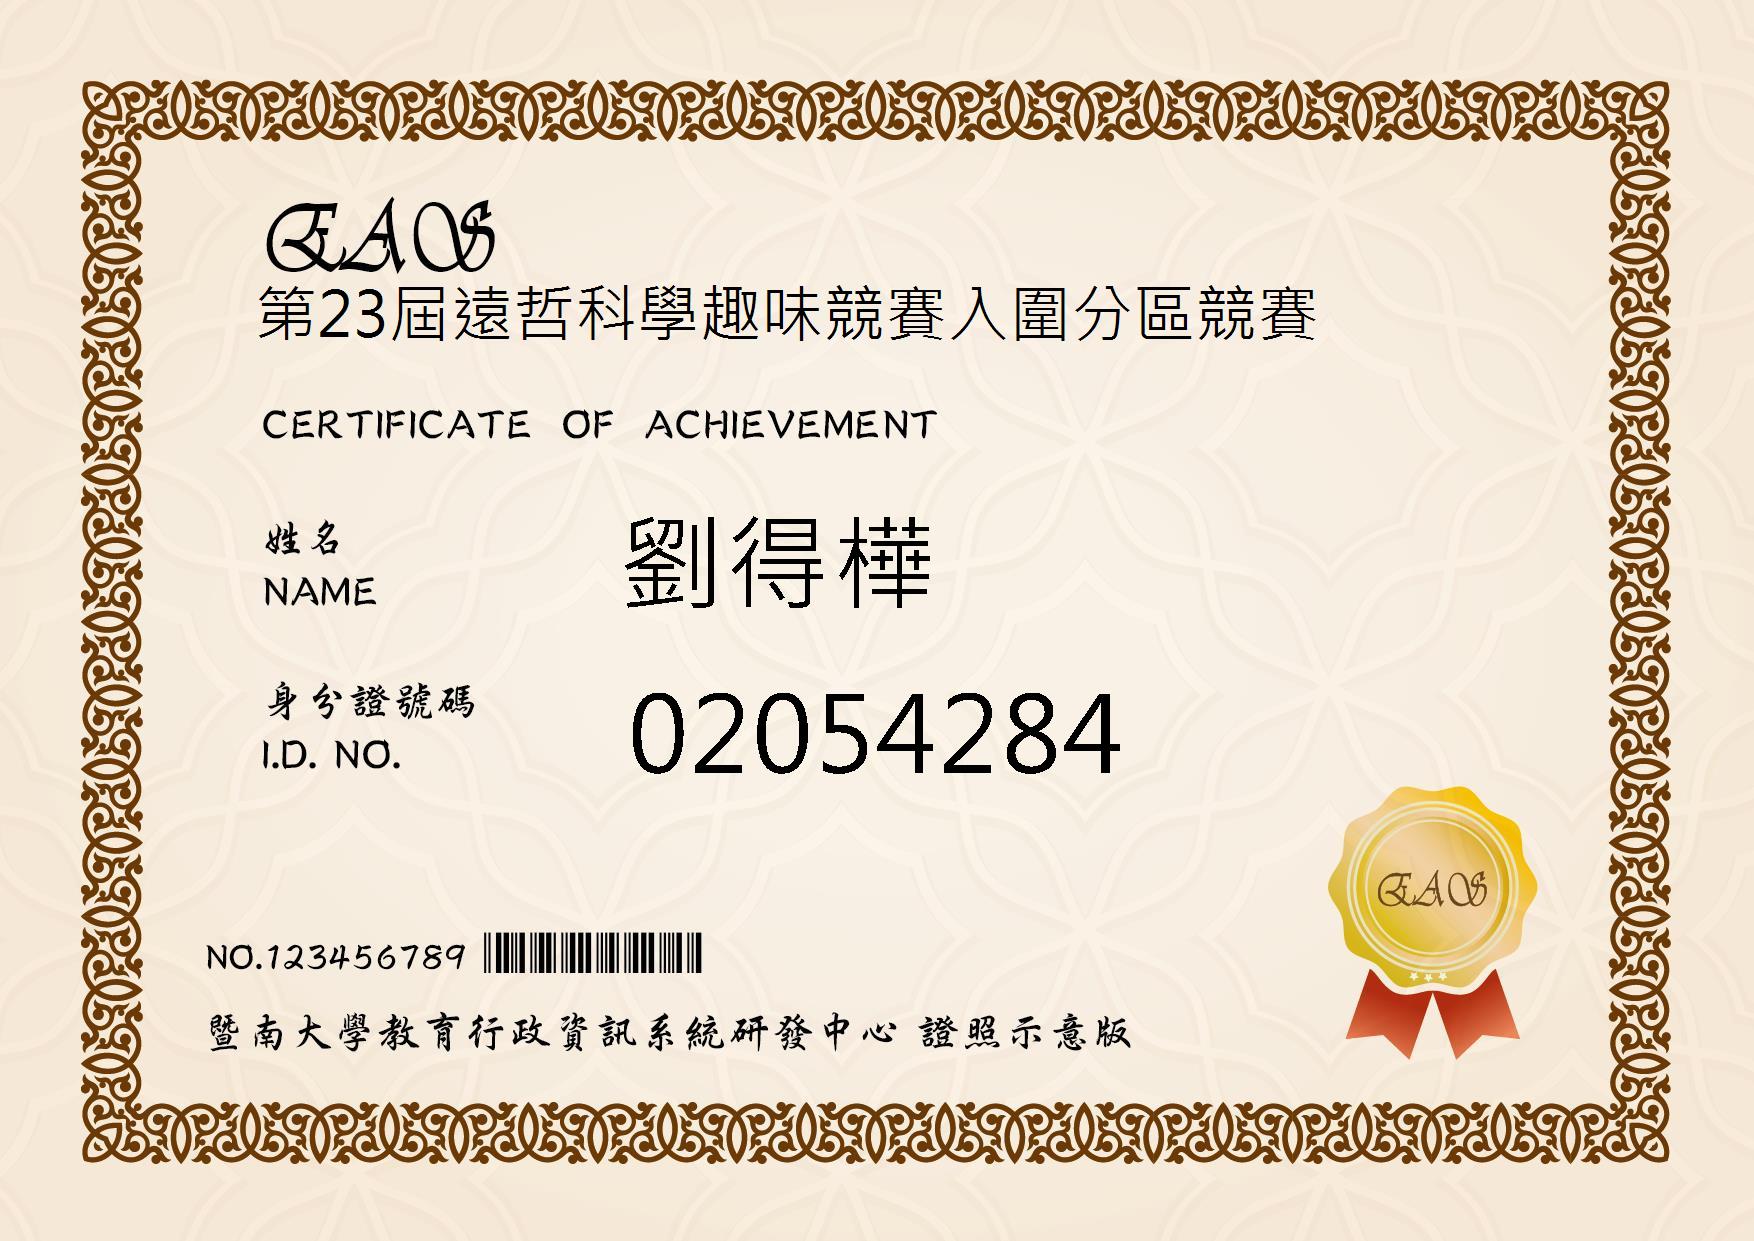 EAS
第23屆遠哲科學趣味競賽入圍分區競賽
CERTIFICATE OF ACHIEVEMENT
姓名
NAME
劉得樺
身分證號碼
I.D. NO.
02054284
EAS
NO.123456789
暨南大學教育行政資訊系統研發中心 證照示意版